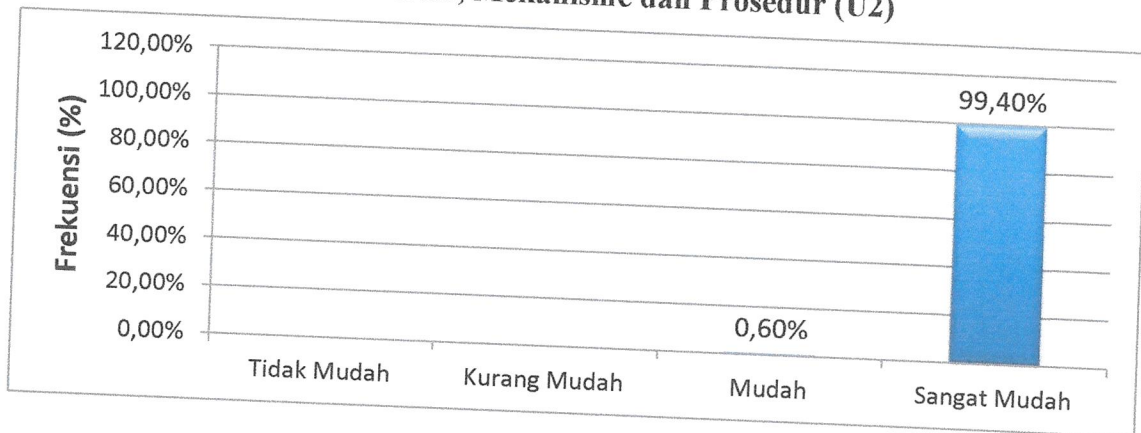 Mekanisme dan Prosedur (U2)
Frekuensi (%)
120,00%
100,00%
80,00%
60,00%
40,00%
20,00%
0,00%
0,60%
99,40%
Tidak Mudah
Kurang Mudah
Mudah
Sangat Mudah